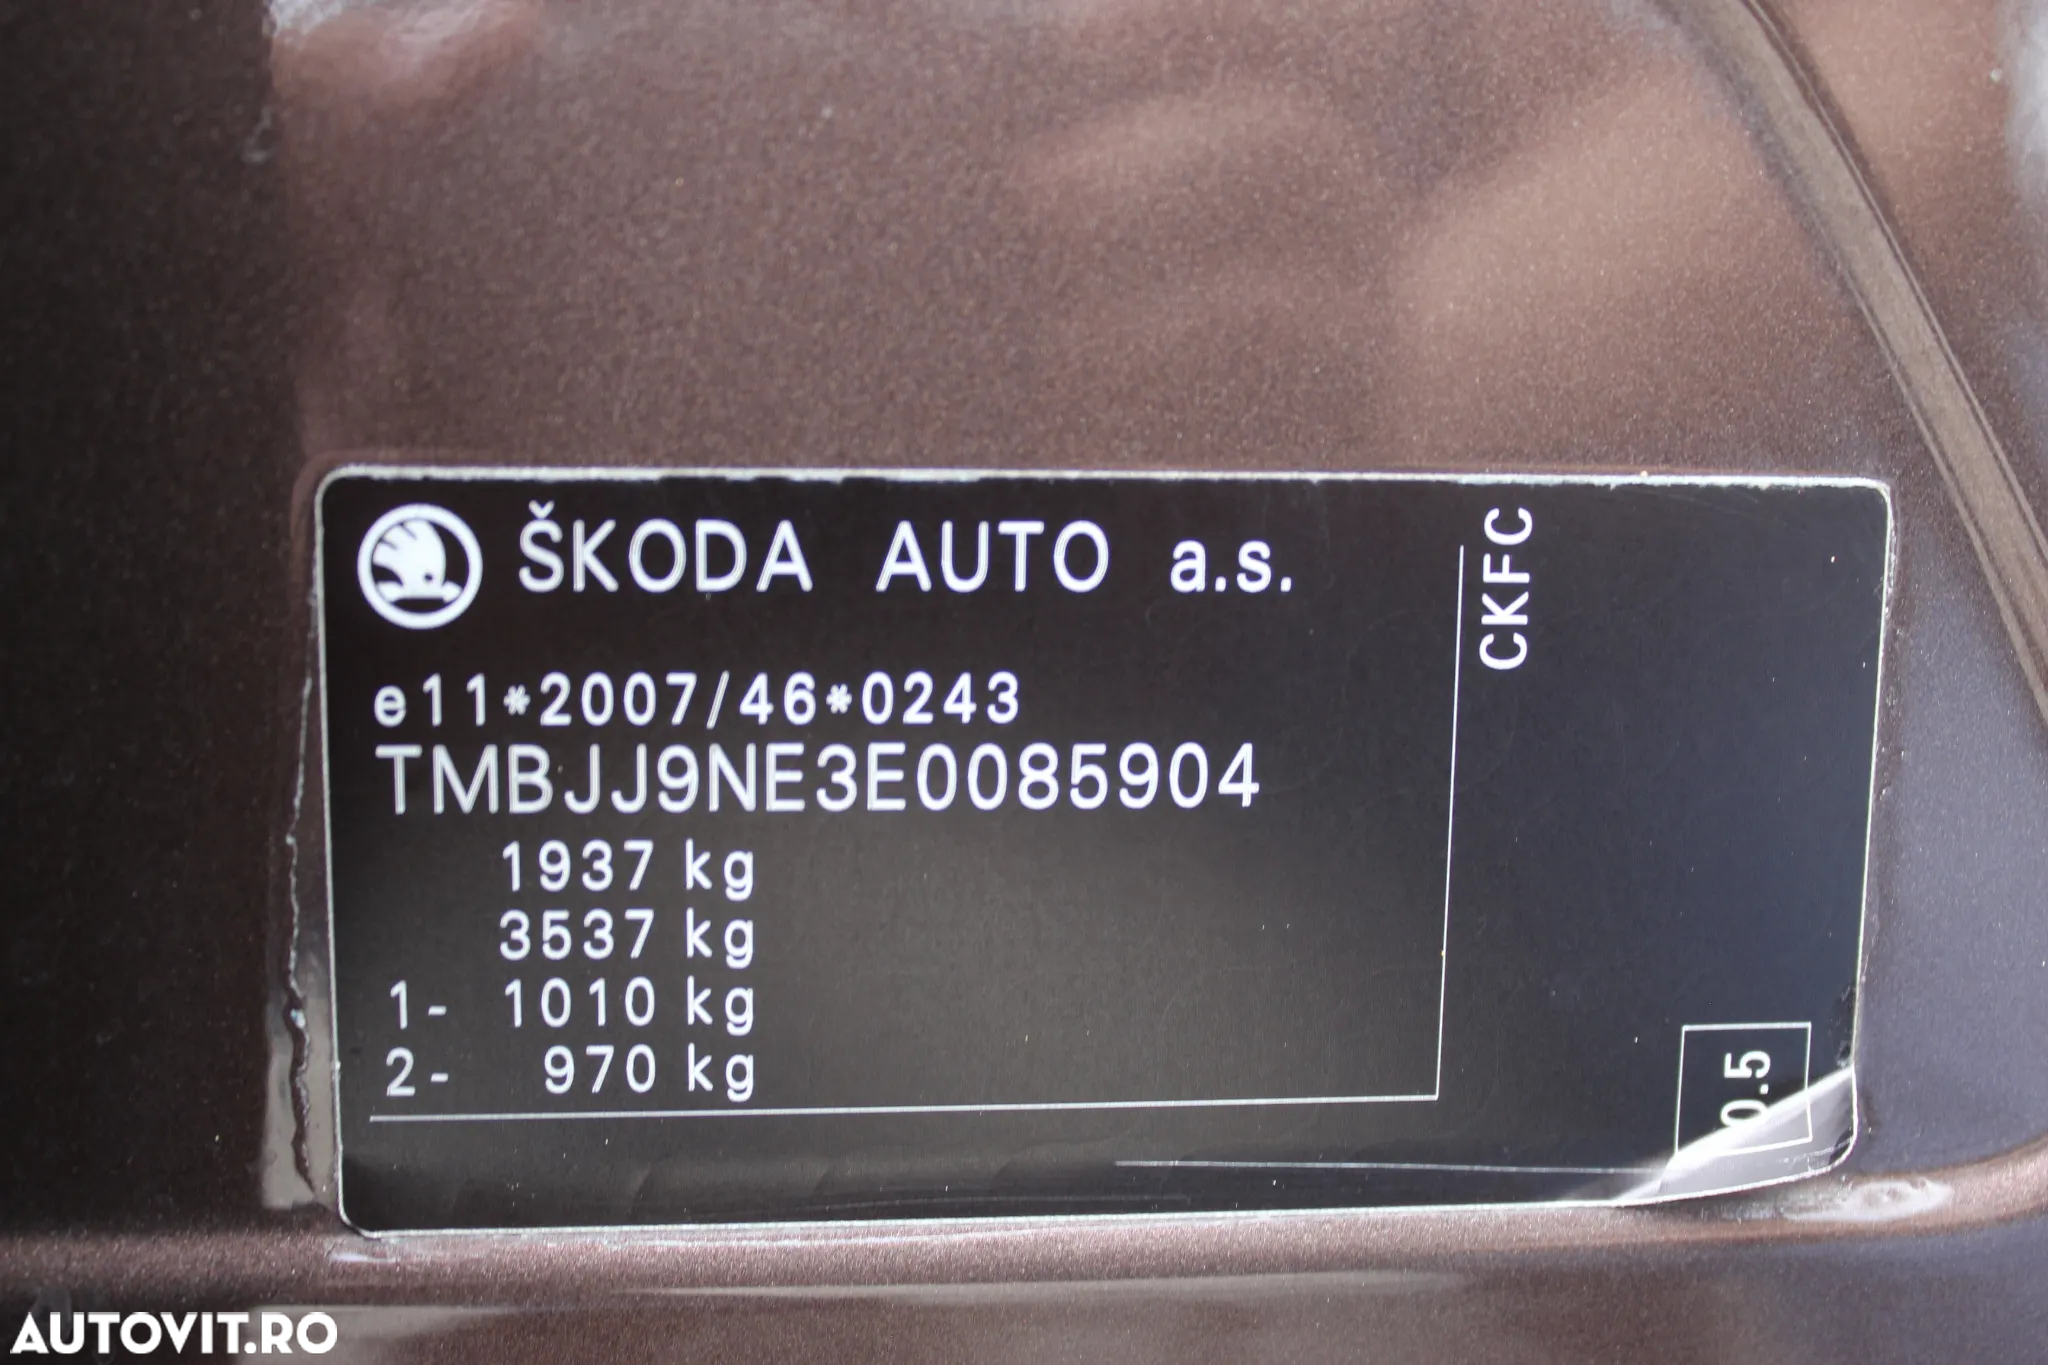 ŠKODA AUTO a.s.
CKFC
e11*2007/46*0243
TMBJJ9NE3E0085904
1937 kg
3537 kg
1- 1010 kg
2- 970 kg
0.5
AUTOVIT.RO